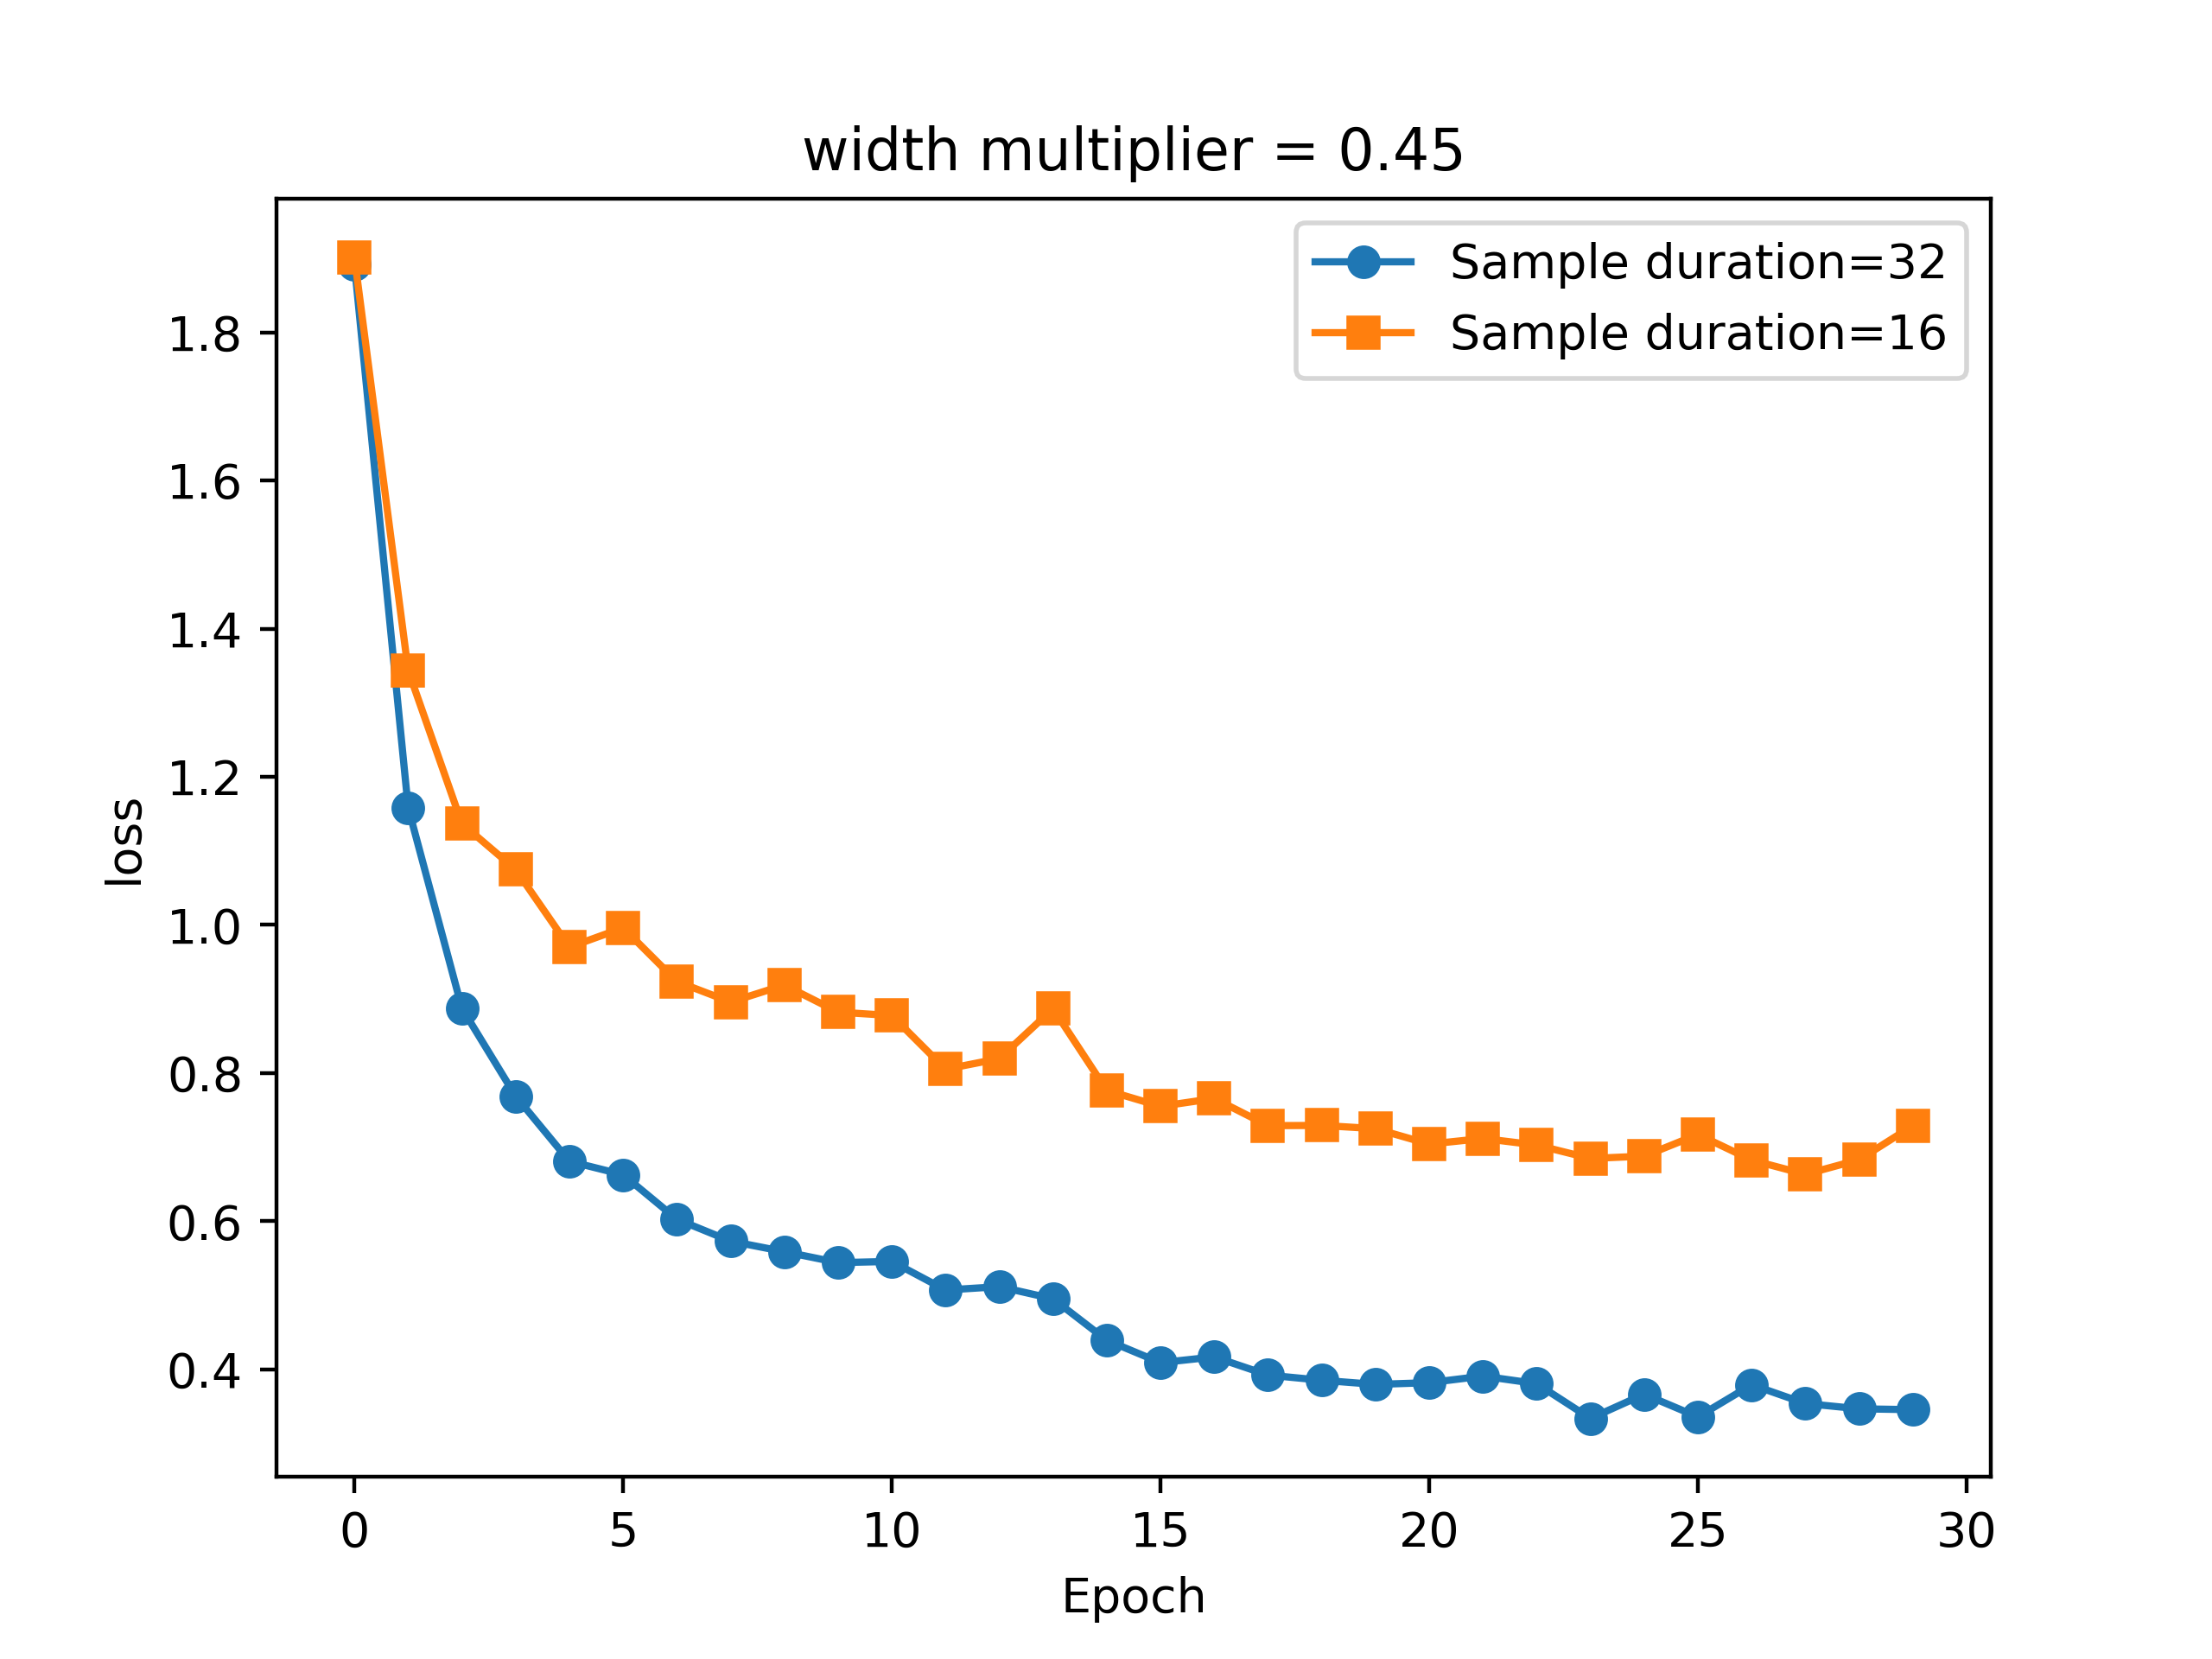 width multiplier = 0.45
Sample duration=32
Sample duration=16
1.8
1.6
1.4
1.2
1.0
0.8
0.6
0.4
loss
0 5 10 15 20 25 30
Epoch